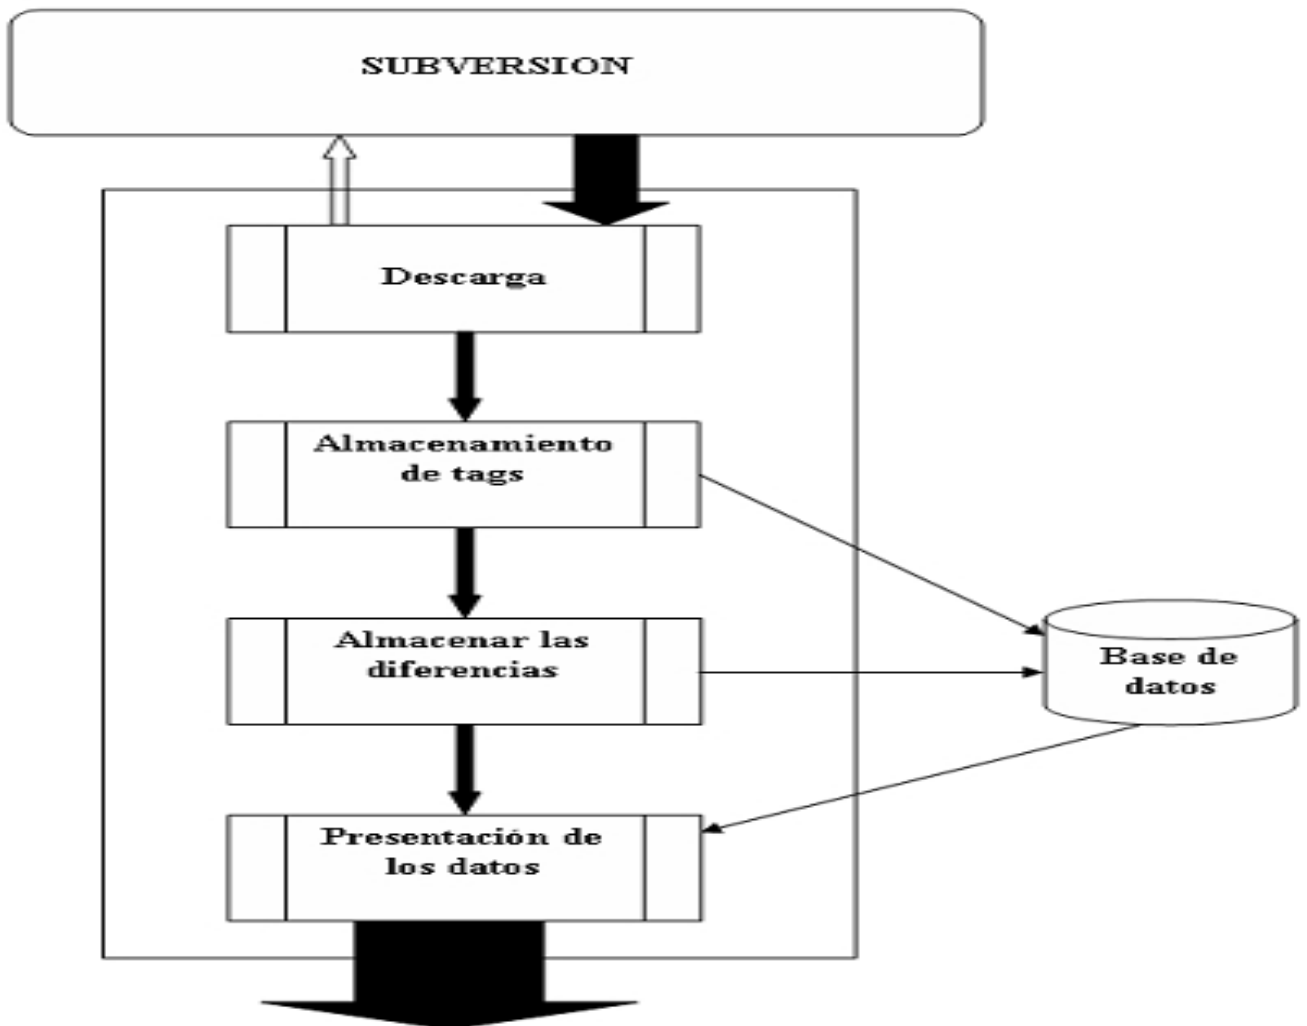 SUBVERSION
Descarga
Almacenamiento
de tags
Almacenar las
diferencias
Base de
datos
Presentación de
los datos